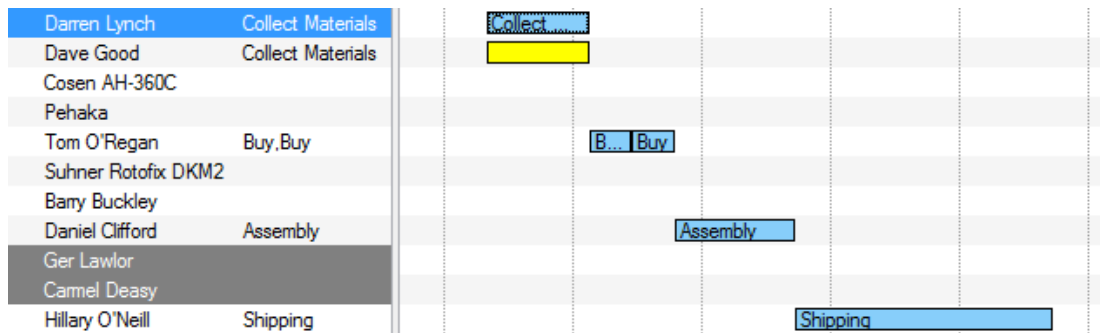 Darren Lynch Collect Materials Collect ....
Dave Good Collect Materials
Cosen AH-360C
Pehaka
Tom O'Regan Buy,Buy B... Buy
Suhner Rotofix DKM2
Barry Buckley
Daniel Clifford Assembly Assembly
Ger Lawlor
Carmel Deasy
Hillary O'Neill Shipping Shipping